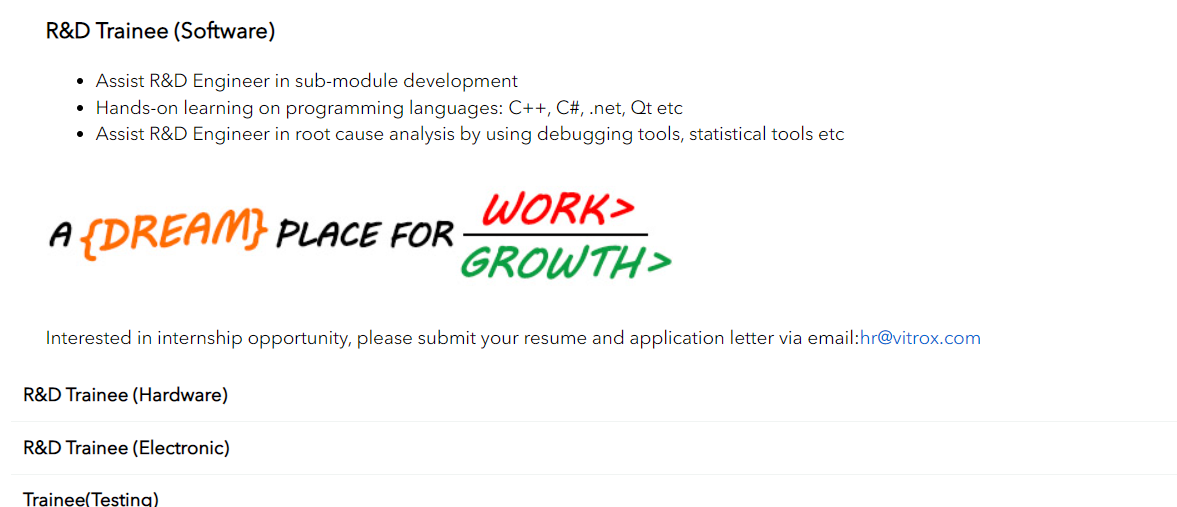 R&D Trainee (Software)
Assist R&D Engineer in sub-module development
Hands-on learning on programming languages: C++, C#, .net, Qt etc
Assist R&D Engineer in root cause analysis by using debugging tools, statistical tools etc
A {DREAM} PLACE FOR WORK>
GROWTH>
Interested in internship opportunity, please submit your resume and application letter via email:hr@vitrox.com
R&D Trainee (Hardware)
R&D Trainee (Electronic)
Trainee(Testing)